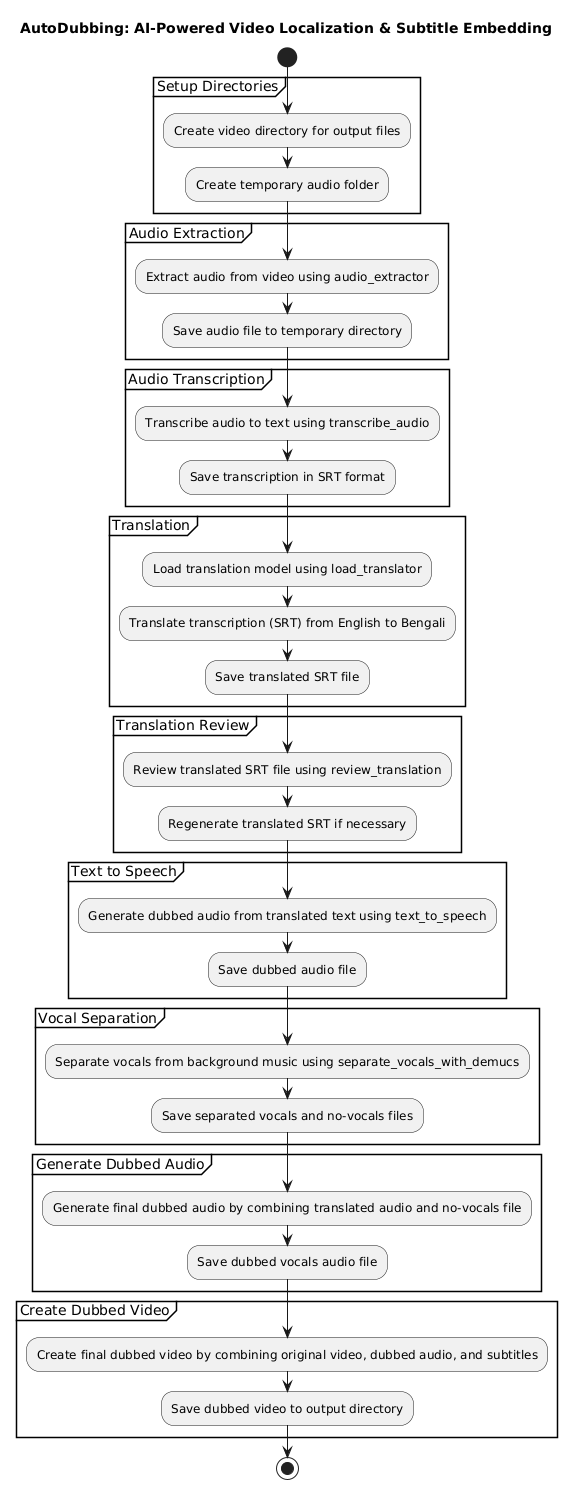 AutoDubbing: AI-Powered Video Localization & Subtitle Embedding
Setup Directories
Create video directory for output files
Create temporary audio folder
Audio Extraction
Extract audio from video using audio_extractor
Save audio file to temporary directory
Audio Transcription
Transcribe audio to text using transcribe_audio
Save transcription in SRT format
Translation
Load translation model using load_translator
Translate transcription (SRT) from English to Bengali
Save translated SRT file
Translation Review
Review translated SRT file using review_translation
Regenerate translated SRT if necessary
Text to Speech
Generate dubbed audio from translated text using text_to_speech
Save dubbed audio file
Vocal Separation
Separate vocals from background music using separate_vocals_with_demucs
Save separated vocals and no-vocals files
Generate Dubbed Audio
Generate final dubbed audio by combining translated audio and no-vocals file
Save dubbed vocals audio file
Create Dubbed Video
Create final dubbed video by combining original video, dubbed audio, and subtitles
Save dubbed video to output directory